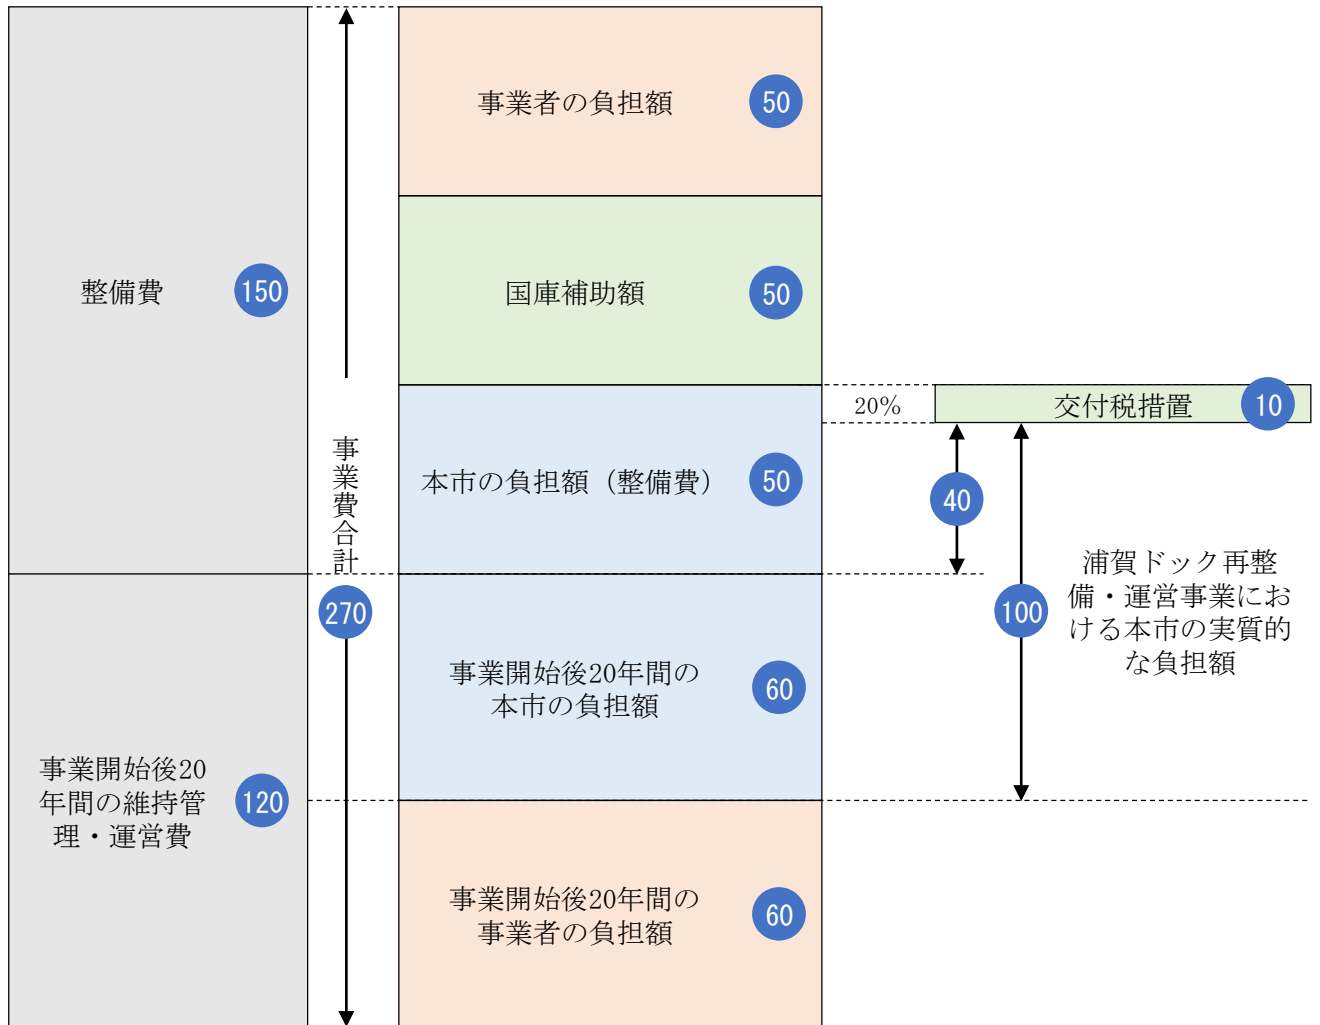 整備費
150
事業開始後20
年間の維持管
理・運営費
120
事業費合計
270
事業者の負担額
50
国庫補助額
50
本市の負担額（整備費）
50
事業開始後20年間の
本市の負担額
60
事業開始後20年間の
事業者の負担額
60
20%
交付税措置
10
40
100
浦賀ドック再整
備・運営事業にお
ける本市の実質的
な負担額